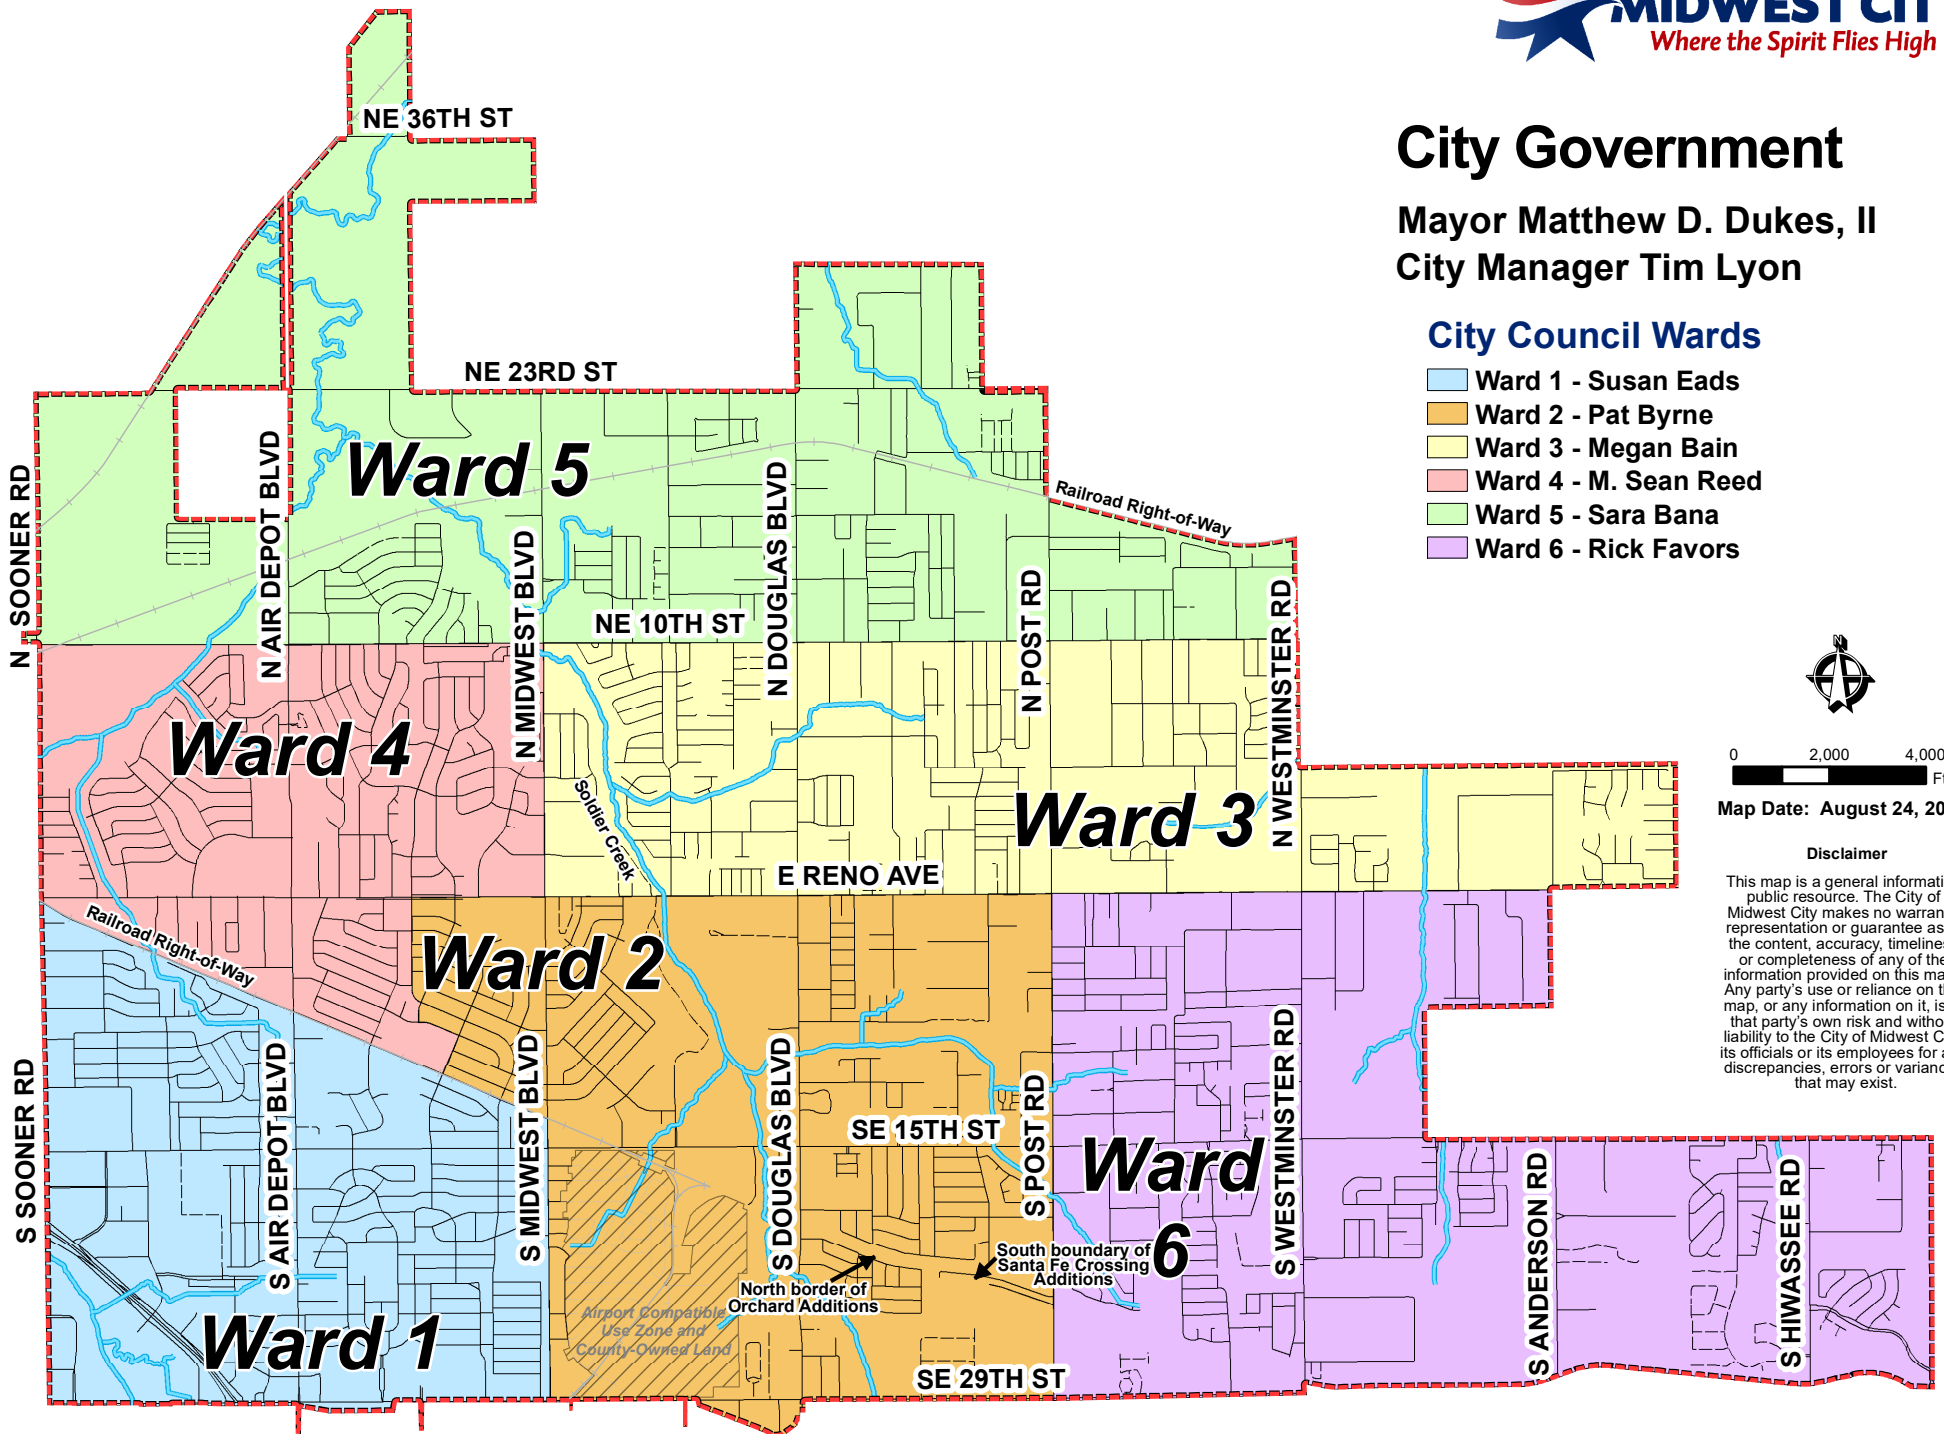 Where the Spirit Flies High
City Government
Mayor Matthew D. Dukes, II
City Manager Tim Lyon
City Council Wards
Ward 1 - Susan Eads
Ward 2 - Pat Byrne
Ward 3 - Megan Bain
Ward 4 - M. Sean Reed
Ward 5 - Sara Bana
Ward 6 - Rick Favors
N
0 2,000 4,000
Map Date: August 24, 20
Disclaimer
This map is a general informati
public resource. The City of
Midwest City makes no warran
representation or guarantee as
the content, accuracy, timelines
or completeness of any of the
information provided on this ma
Any party's use or reliance on th
map, or any information on it, is
that party's own risk and witho
liability to the City of Midwest C
its officials or its employees for a
discrepancies, errors or varianc
that may exist.
NE 36TH ST
NE 23RD ST
Ward 5
Railroad Right-of-Way
N SOONER RD
N AIR DEPOT BLVD
N MIDWEST BLVD
N DOUGLAS BLVD
N POST RD
N WESTMINSTER RD
NE 10TH ST
Ward 4
Soldier Creek
Ward 3
E RENO AVE
Railroad Right-of-Way
Ward 2
S SOONER RD
S AIR DEPOT BLVD
S MIDWEST BLVD
S DOUGLAS BLVD
S POST RD
S WESTMINSTER RD
S ANDERSON RD
S HIWASSEE RD
SE 15TH ST
Ward
6
South boundary of
Santa Fe Crossing
Additions
North border of
Orchard Additions
Airport Compatible
Use Zone and
County-Owned Land
Ward 1
SE 29TH ST